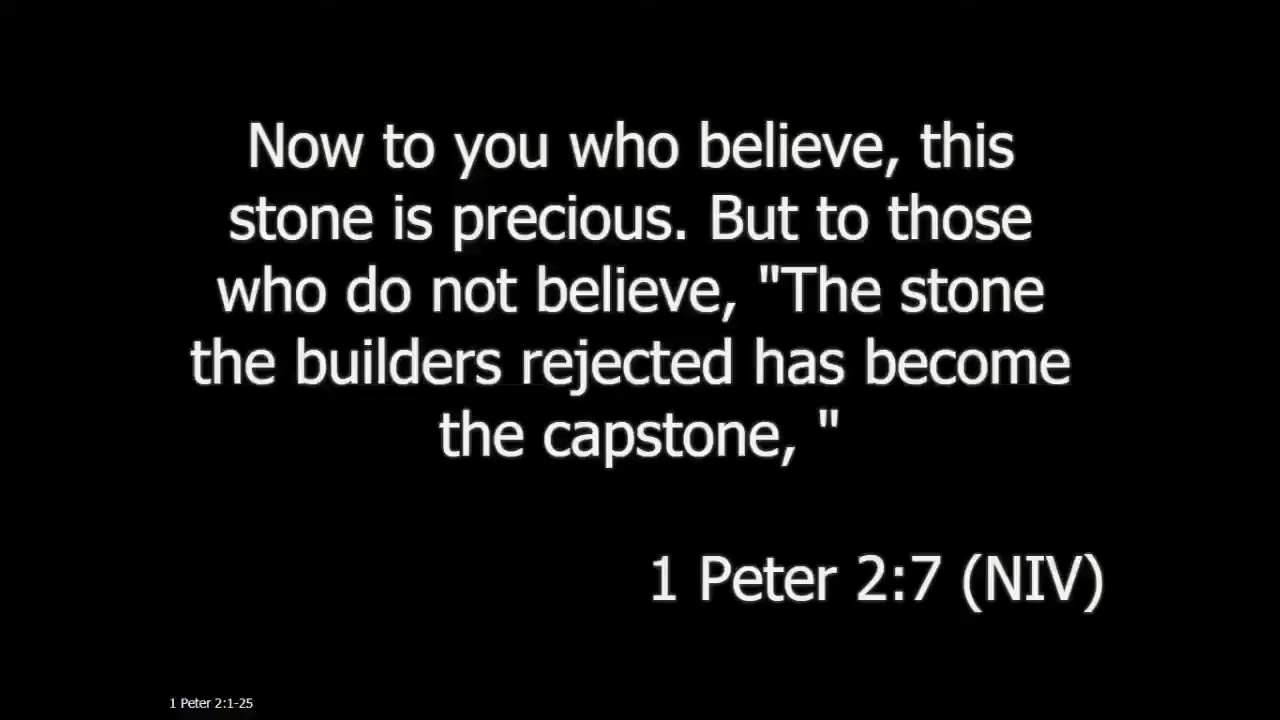 Now to you who believe, this
stone is precious. But to those
who do not believe, "The stone
the builders rejected has become
the capstone, "
1 Peter 2:7 (NIV)
1 Peter 2:1-25